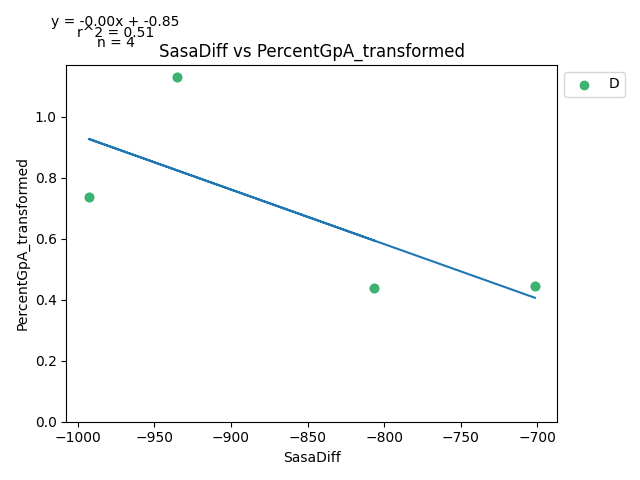 y = -0.00x + -0.85
r^2 = 0.51
n = 4
SasaDiff vs PercentGpA_transformed
D
PercentGpA_transformed
1.0
0.8
0.6
0.4
0.2
0.0
−1000 −950 −900 −850 −800 −750 −700
SasaDiff